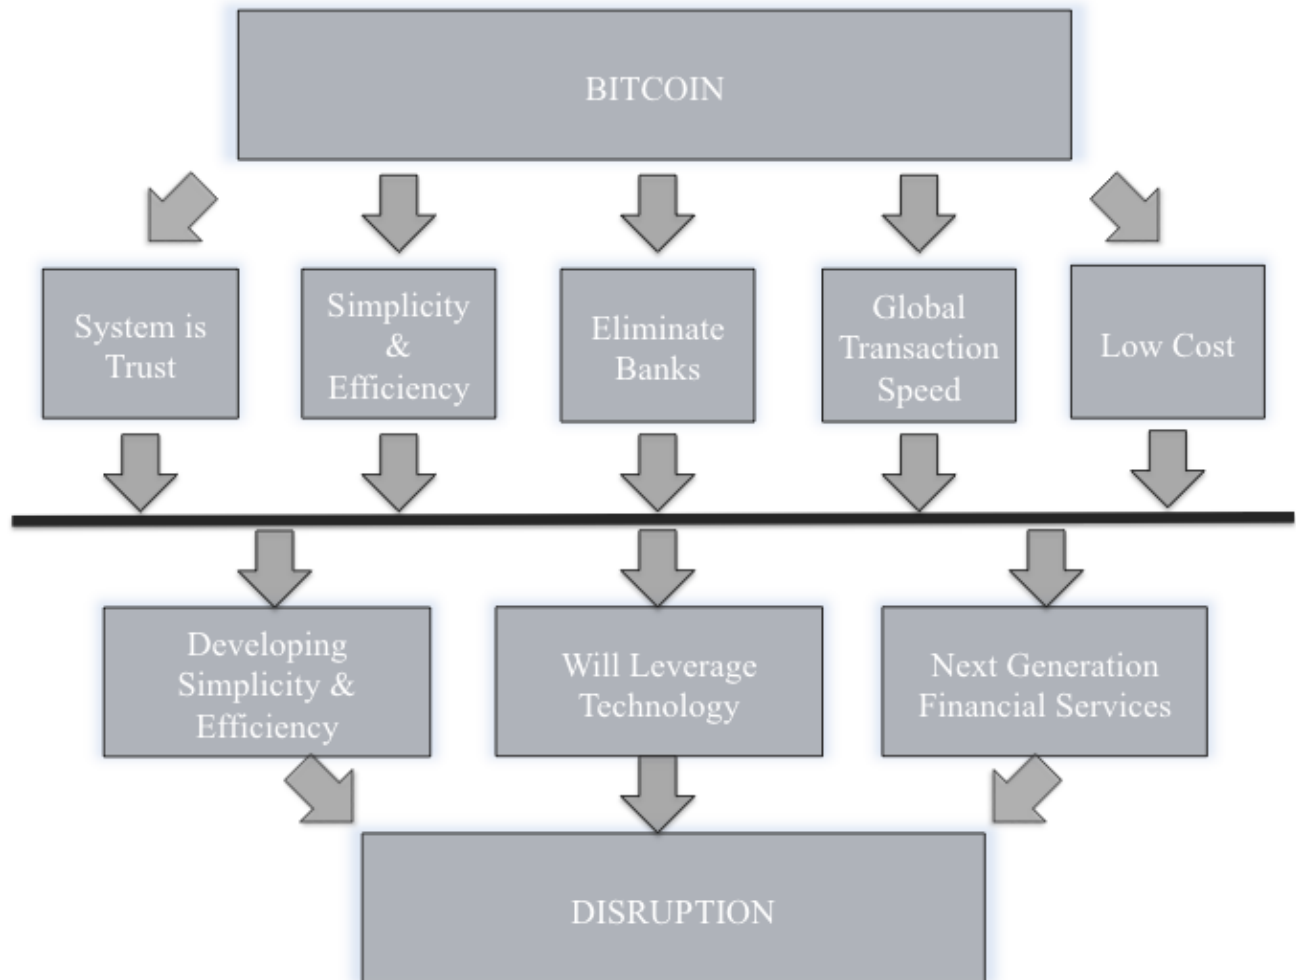 BITCOIN
System is
Trust
Simplicity
&
Efficiency
Eliminate
Banks
Global
Transaction
Speed
Low Cost
Developing
Simplicity &
Efficiency
Will Leverage
Technology
Next Generation
Financial Services
DISRUPTION